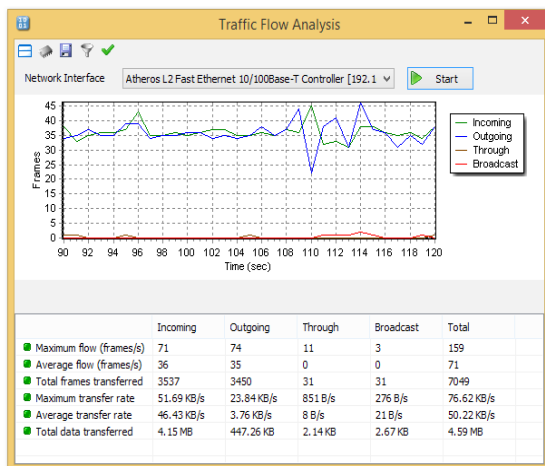 Traffic Flow Analysis
Network Interface Atheros L2 Fast Ethernet 10/100Base-T Controller [192.1 Start
45
40
35
30
25
20
15
10
5
0
Frames
90 92 94 96 98 100 102 104 106 108 110 112 114 116 118 120
Time (sec)
Incoming
Outgoing
Through
Broadcast
Incoming Outgoing Through Broadcast Total
Maximum flow (frames/s) 71 74 11 3 159
Average flow (frames/s) 36 35 0 0 71
Total frames transferred 3537 3450 31 31 7049
Maximum transfer rate 51.69 KB/s 23.84 KB/s 851 B/s 276 B/s 76.62 KB/s
Average transfer rate 46.43 KB/s 3.76 KB/s 8 B/s 21 B/s 50.22 KB/s
Total data transferred 4.15 MB 447.26 KB 2.14 KB 2.67 KB 4.59 MB